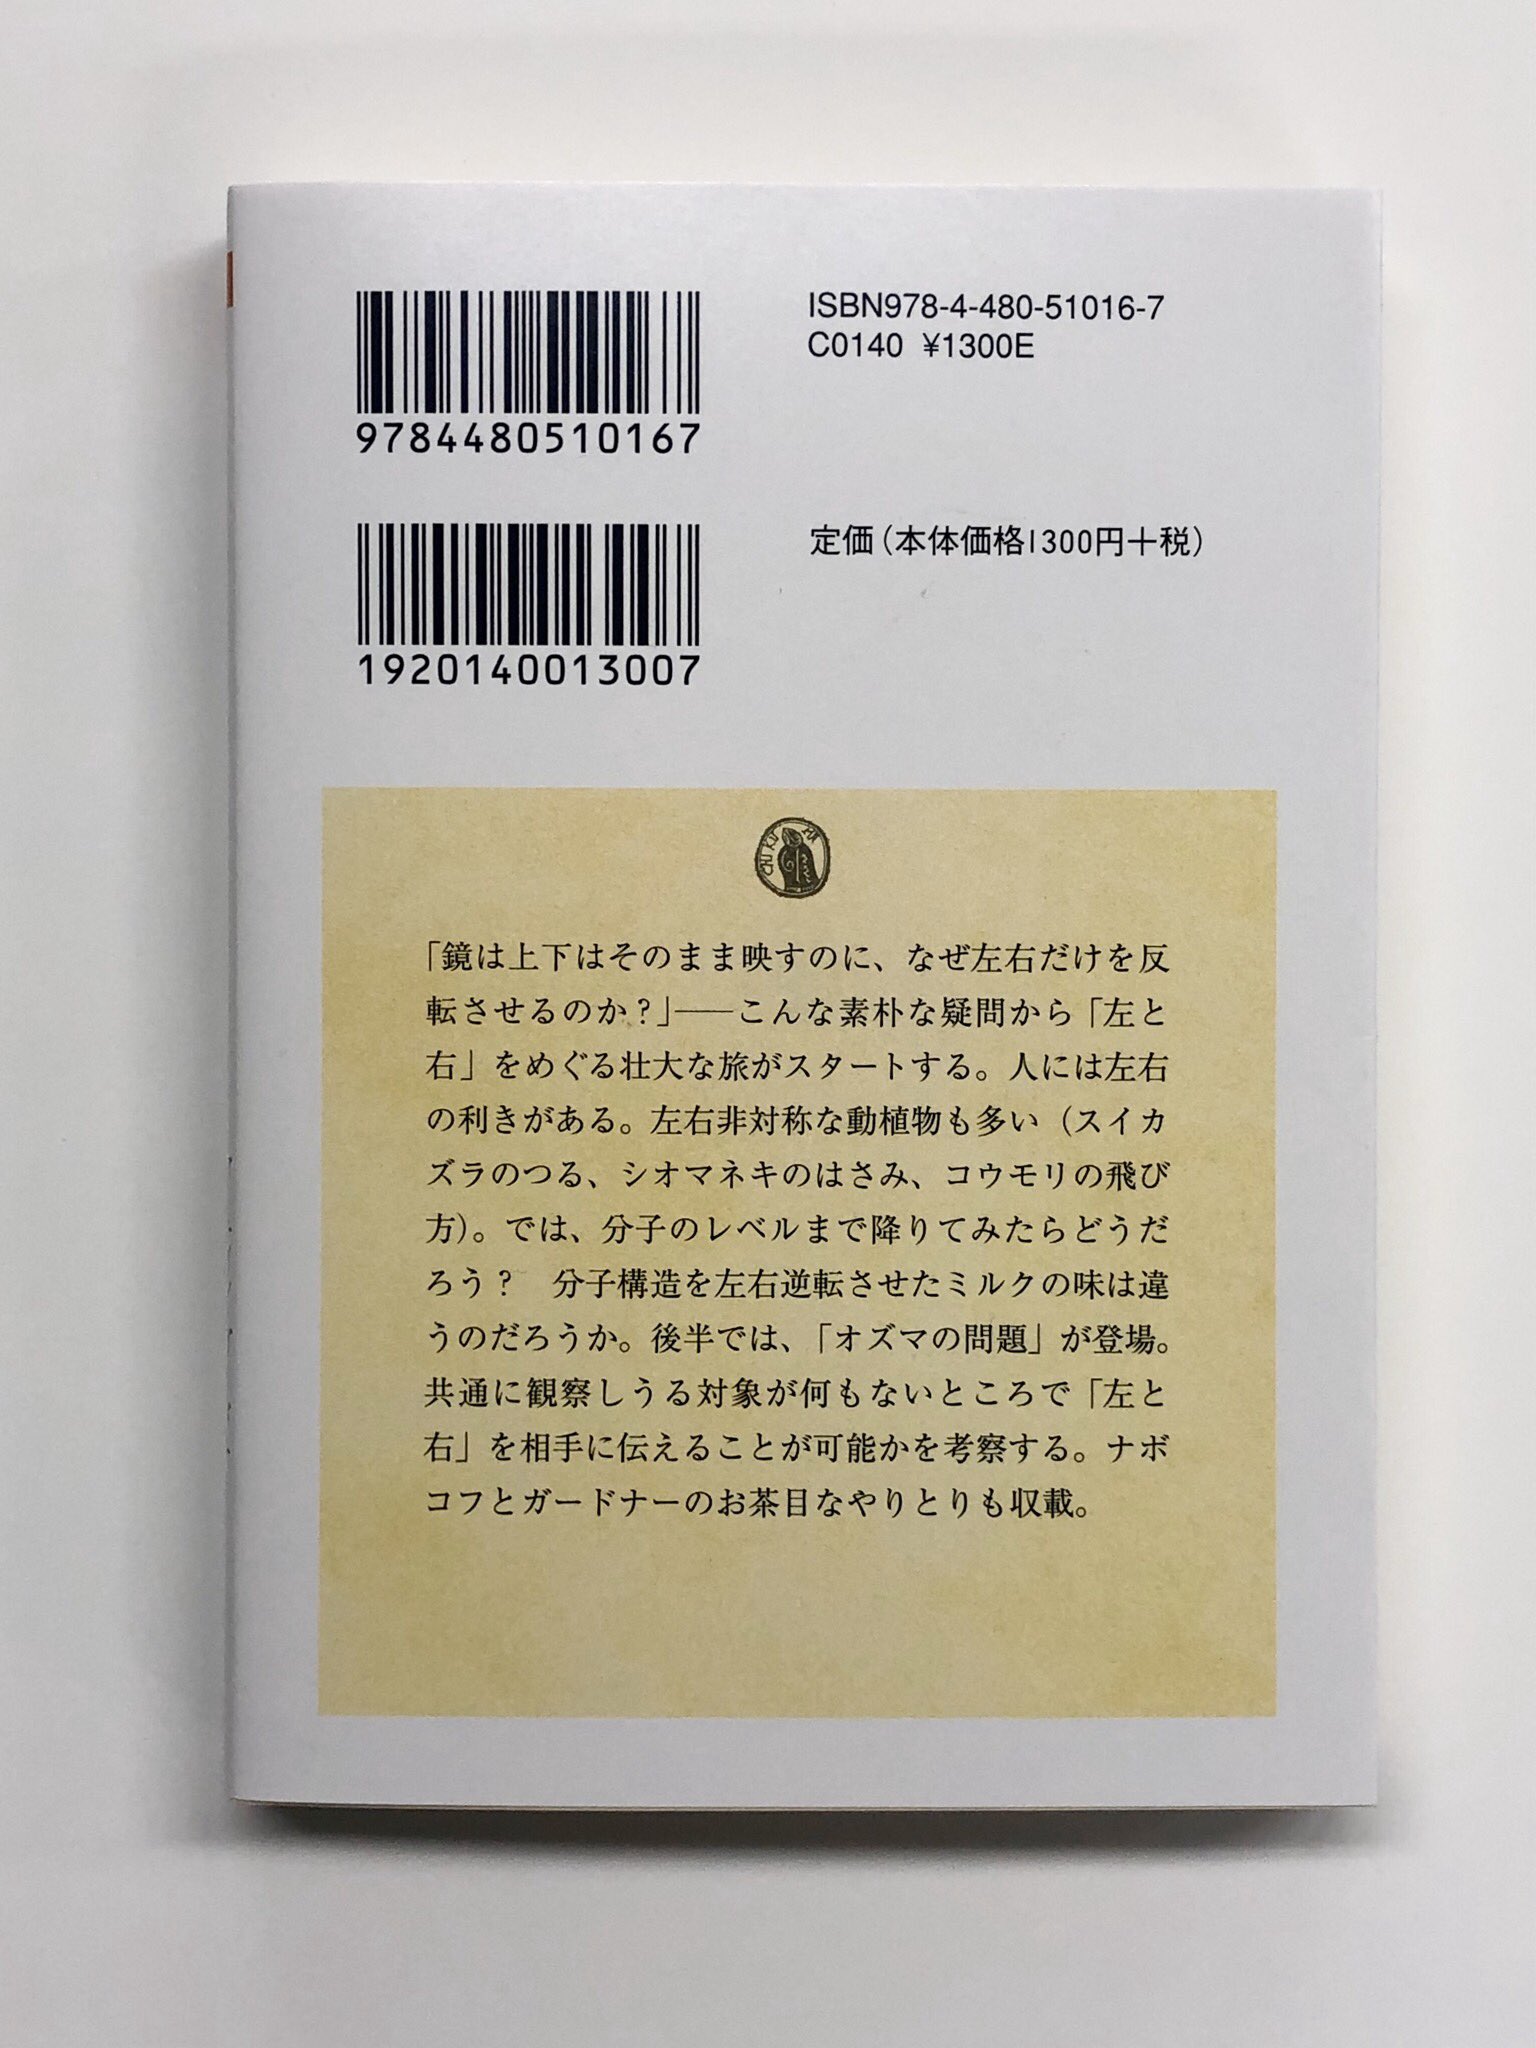 9784480510167
ISBN978-4-480-51016-7
C0140 ¥1300E
1920140013007
定価(本体価格1300円+税)
CHIKUMA
「鏡は上下はそのまま映すのに、なぜ左右だけを反
転させるのか?」――こんな素朴な疑問から「左と
右」をめぐる壮大な旅がスタートする。人には左右
の利きがある。左右非対称な動植物も多い(スイカ
ズラのつる、シオマネキのはさみ、コウモリの飛び
方)。では、分子のレベルまで降りてみたらどうだ
ろう? 分子構造を左右逆転させたミルクの味は違
うのだろうか。後半では、「オズマの問題」が登場。
共通に観察しうる対象が何もないところで「左と
右」を相手に伝えることが可能かを考察する。ナボ
コフとガードナーのお茶目なやりとりも収載。